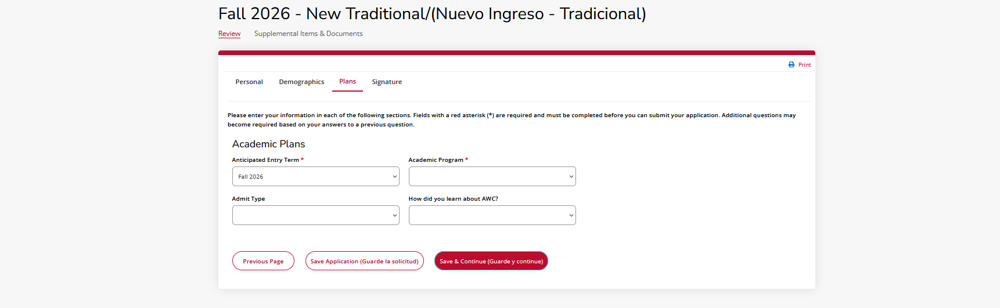 Fall 2026 - New Traditional/(Nuevo Ingreso - Tradicional)
Review Supplemental Items & Documents
Print
Personal Demographics Plans Signature
Please enter your information in each of the following sections. Fields with a red asterisk (*) are required and must be completed before you can submit your application. Additional questions may
become required based on your answers to a previous question.
Academic Plans
Anticipated Entry Term * Academic Program *
Fall 2026
Admit Type How did you learn about AWC?
Previous Page Save Application (Guarde la solicitud) Save & Continue (Guarde y continue)